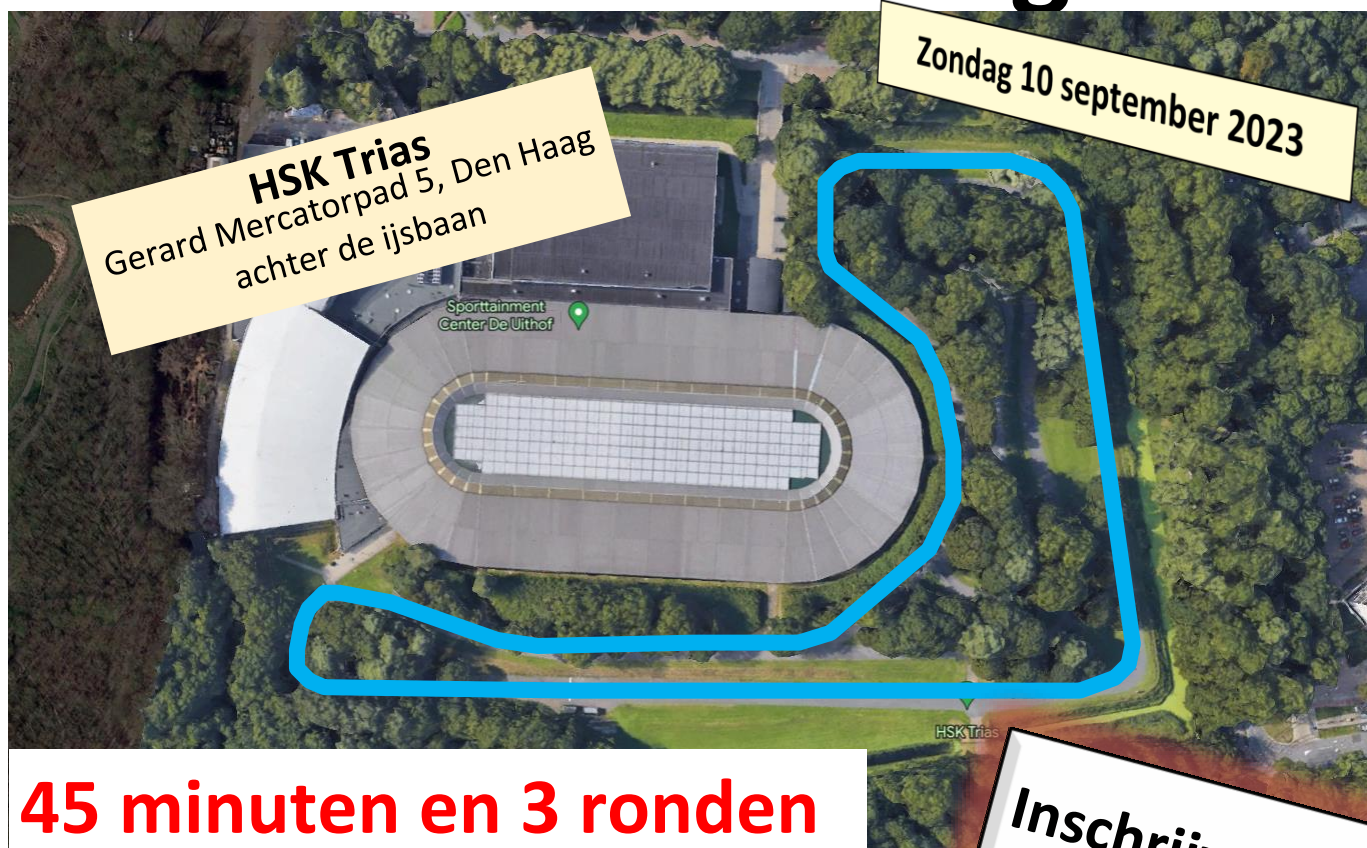 Zondag 10 september 2023
HSK Trias
Gerard Mercatorpad 5, Den Haag
achter de ijsbaan
Sporttainment
Center De Uithof
HSK Trias
45 minuten en 3 ronden